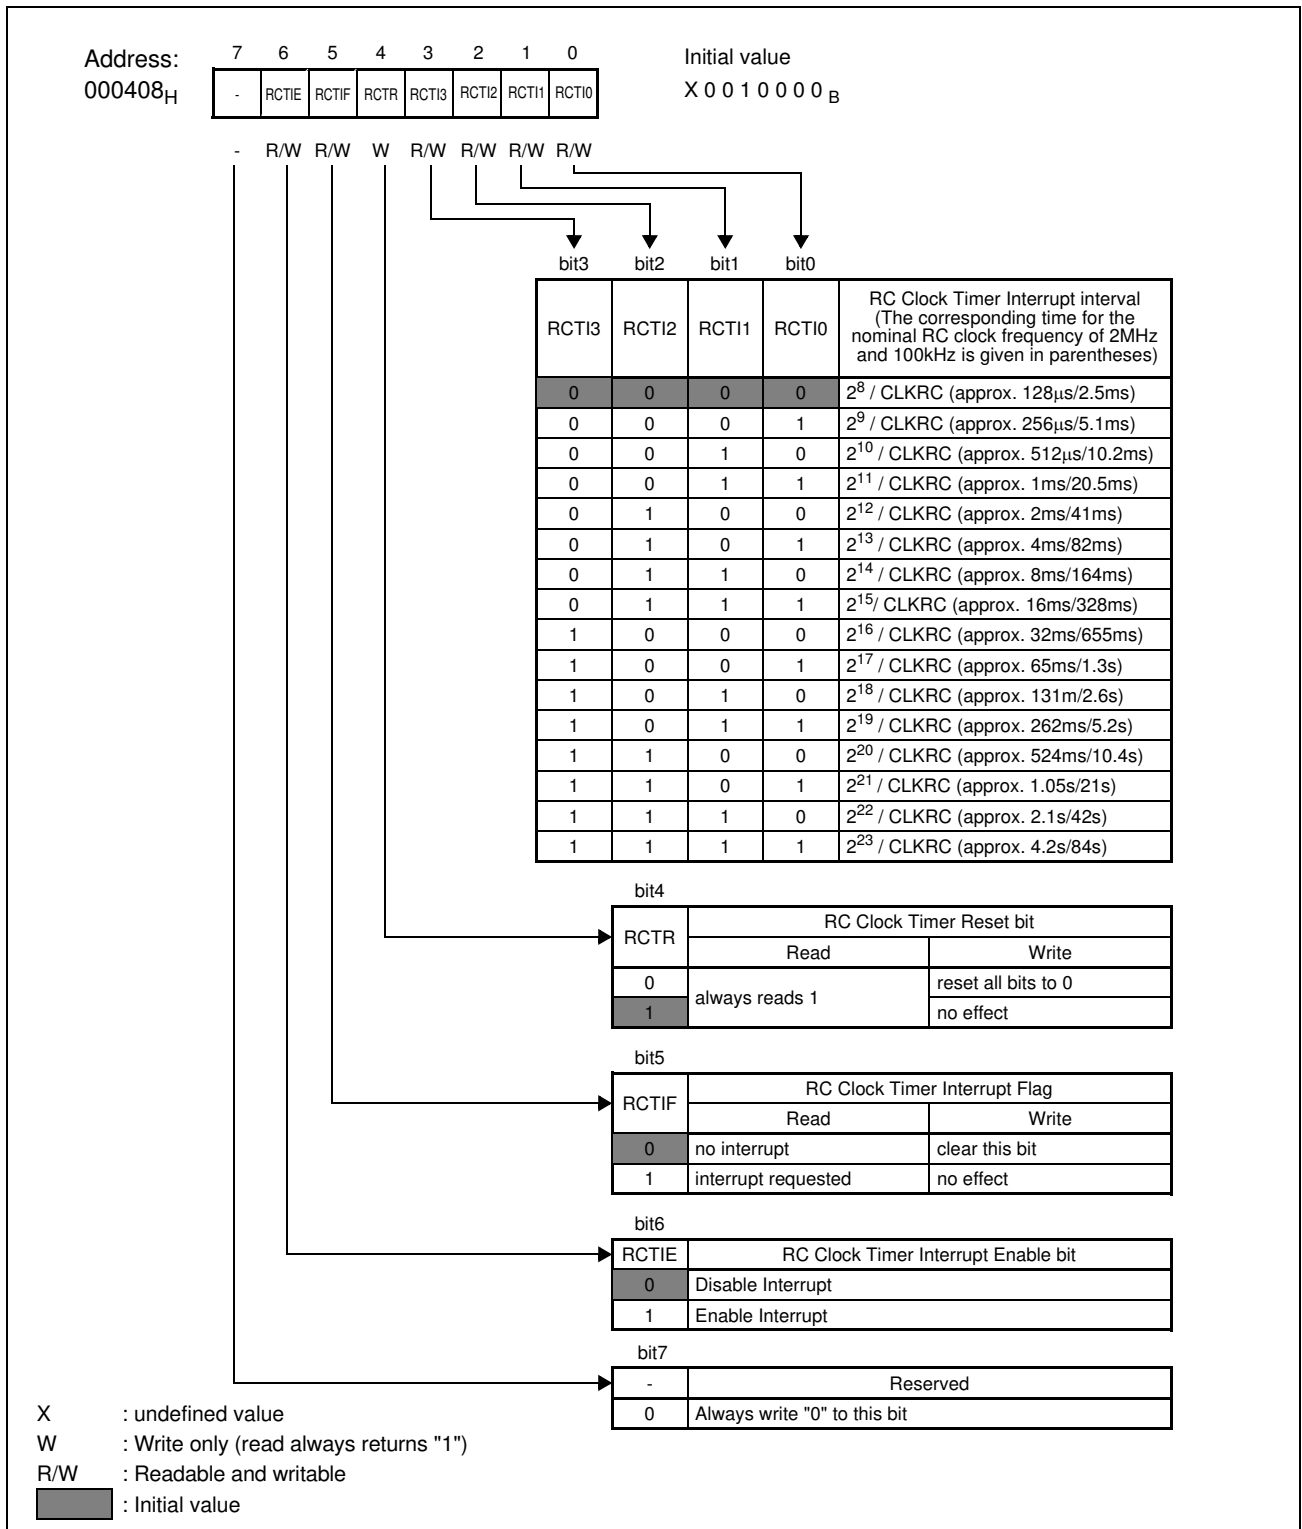 Address: 7 6 5 4 3 2 1 0 Initial value
000408H - RCTIE RCTIF RCTR RCTI3 RCTI2 RCTI1 RCTI0 X 0 0 1 0 0 0 0 B
- R/W R/W W R/W R/W R/W R/W
bit3 bit2 bit1 bit0
RCTI3 RCTI2 RCTI1 RCTI0 RC Clock Timer Interrupt interval
(The corresponding time for the
nominal RC clock frequency of 2MHz
and 100kHz is given in parentheses)
0 0 0 0 2^8 / CLKRC (approx. 128µs/2.5ms)
0 0 0 1 2^9 / CLKRC (approx. 256µs/5.1ms)
0 0 1 0 2^10 / CLKRC (approx. 512µs/10.2ms)
0 0 1 1 2^11 / CLKRC (approx. 1ms/20.5ms)
0 1 0 0 2^12 / CLKRC (approx. 2ms/41ms)
0 1 0 1 2^13 / CLKRC (approx. 4ms/82ms)
0 1 1 0 2^14 / CLKRC (approx. 8ms/164ms)
0 1 1 1 2^15/ CLKRC (approx. 16ms/328ms)
1 0 0 0 2^16 / CLKRC (approx. 32ms/655ms)
1 0 0 1 2^17 / CLKRC (approx. 65ms/1.3s)
1 0 1 0 2^18 / CLKRC (approx. 131m/2.6s)
1 0 1 1 2^19 / CLKRC (approx. 262ms/5.2s)
1 1 0 0 2^20 / CLKRC (approx. 524ms/10.4s)
1 1 0 1 2^21 / CLKRC (approx. 1.05s/21s)
1 1 1 0 2^22 / CLKRC (approx. 2.1s/42s)
1 1 1 1 2^23 / CLKRC (approx. 4.2s/84s)
bit4
RCTR RC Clock Timer Reset bit
Read Write
0 always reads 1 reset all bits to 0
1 no effect
bit5
RCTIF RC Clock Timer Interrupt Flag
Read Write
0 no interrupt clear this bit
1 interrupt requested no effect
bit6
RCTIE RC Clock Timer Interrupt Enable bit
0 Disable Interrupt
1 Enable Interrupt
bit7
- Reserved
0 Always write "0" to this bit
X : undefined value
W : Write only (read always returns "1")
R/W : Readable and writable
: Initial value